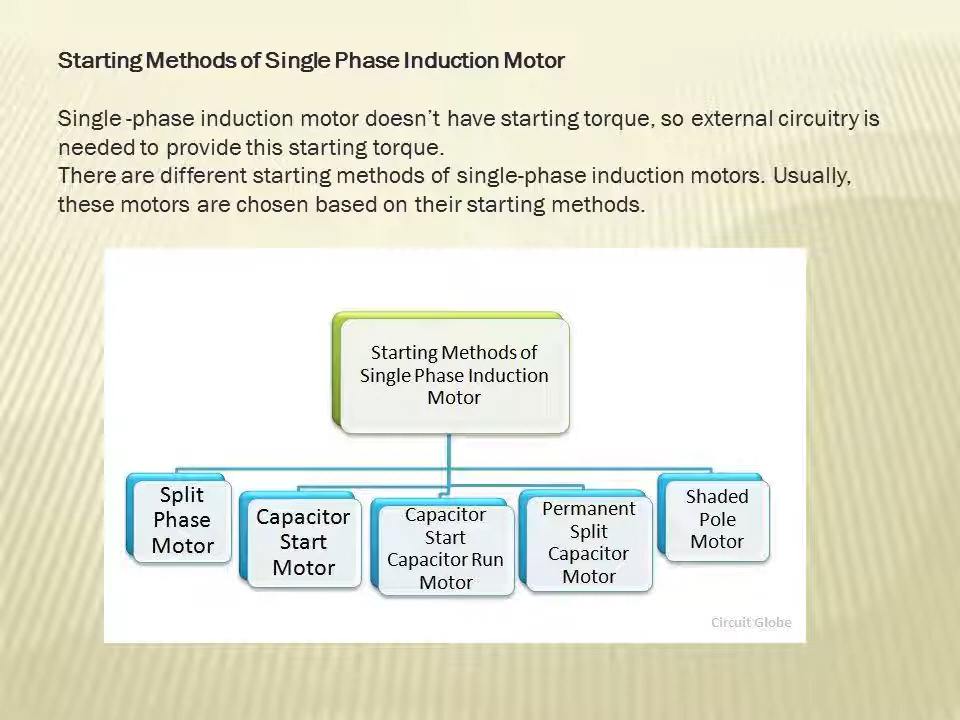 Starting Methods of Single Phase Induction Motor
Single -phase induction motor doesn’t have starting torque, so external circuitry is
needed to provide this starting torque.
There are different starting methods of single-phase induction motors. Usually,
these motors are chosen based on their starting methods.
Starting Methods of
Single Phase Induction
Motor
Split
Phase
Motor
Capacitor
Start
Motor
Capacitor
Start
Capacitor Run
Motor
Permanent
Split
Capacitor
Motor
Shaded
Pole
Motor
Circuit Globe